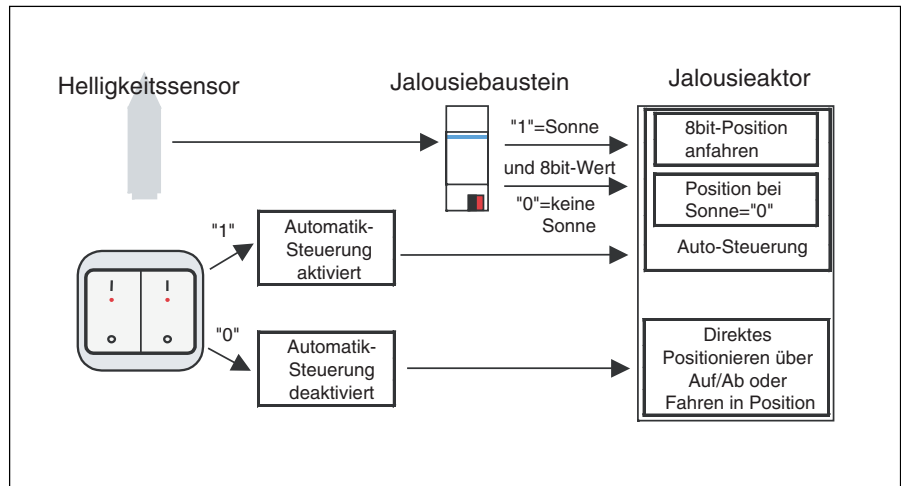 Helligkeitssensor
Jalousiebaustein
Jalousieaktor
"1"=Sonne
und 8bit-Wert
"0"=keine
Sonne
8bit-Position
anfahren
Position bei
Sonne="0"
Auto-Steuerung
"1"
Automatik-
Steuerung
aktiviert
"0"
Automatik-
Steuerung
deaktiviert
Direktes
Positionieren über
Auf/Ab oder
Fahren in Position